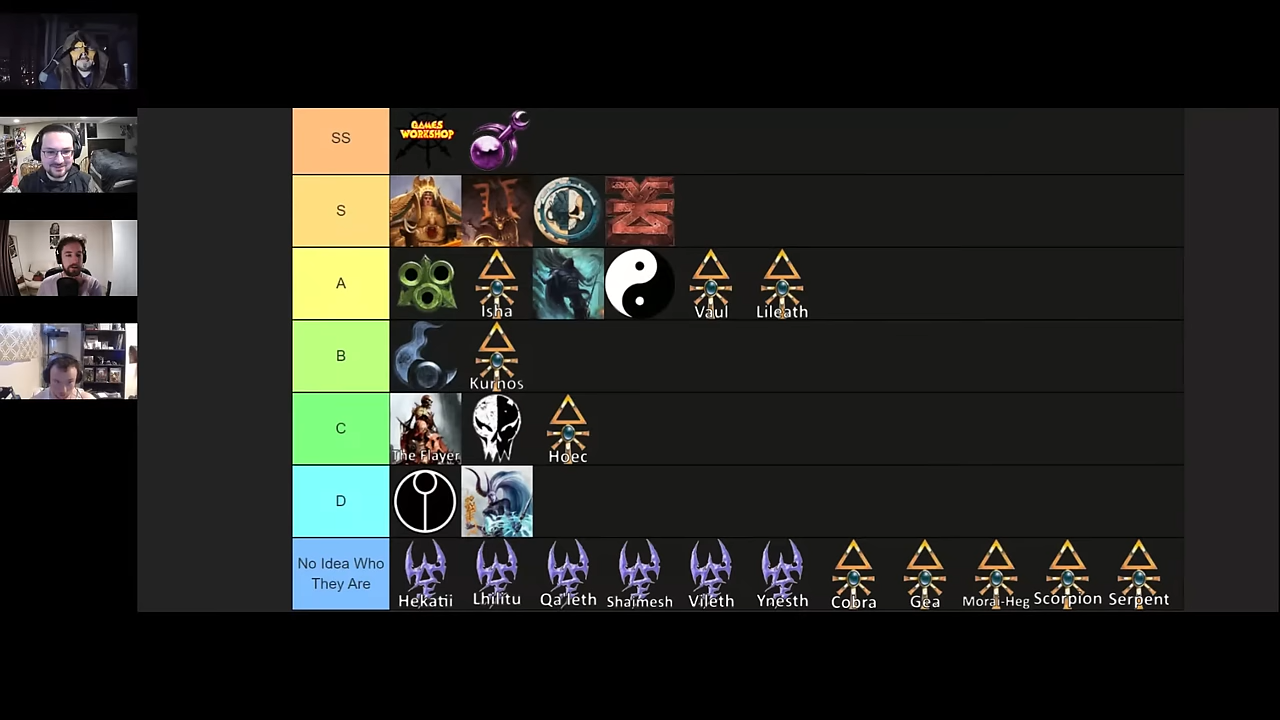 SS
GAMES
WORKSHOP
S
A
Isha
Vaul
Lileath
B
Kurnos
C
The Flayer
Hoec
D
No Idea Who
They Are
Hekatii
Lhilitu
Qa'leth
Shaimesh
Vileth
Ynesth
Cobra
Gea
Morai-Heg
Scorpion
Serpent